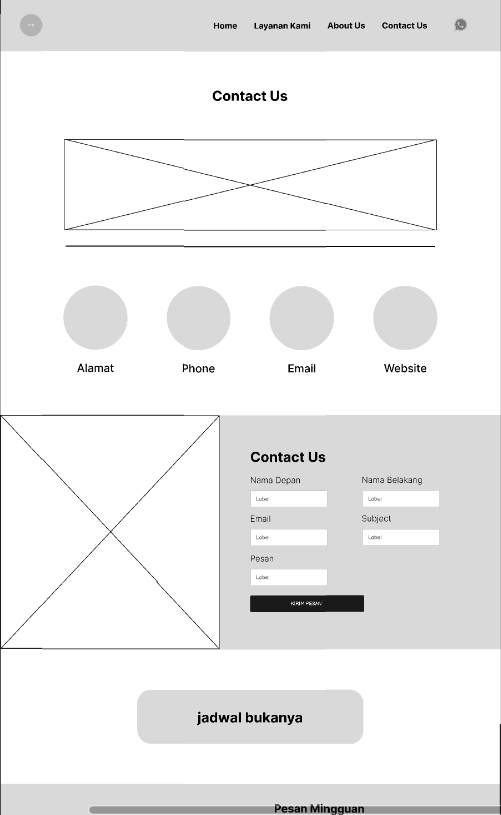 Home Layanan Kami About Us Contact Us
Contact Us
Alamat Phone Email Website
Contact Us
Nama Depan Nama Belakang
Label Label
Email Subject
Label Label
Pesan
Label
KIRIM PESAN
jadwal bukanya
Pesan Mingguan